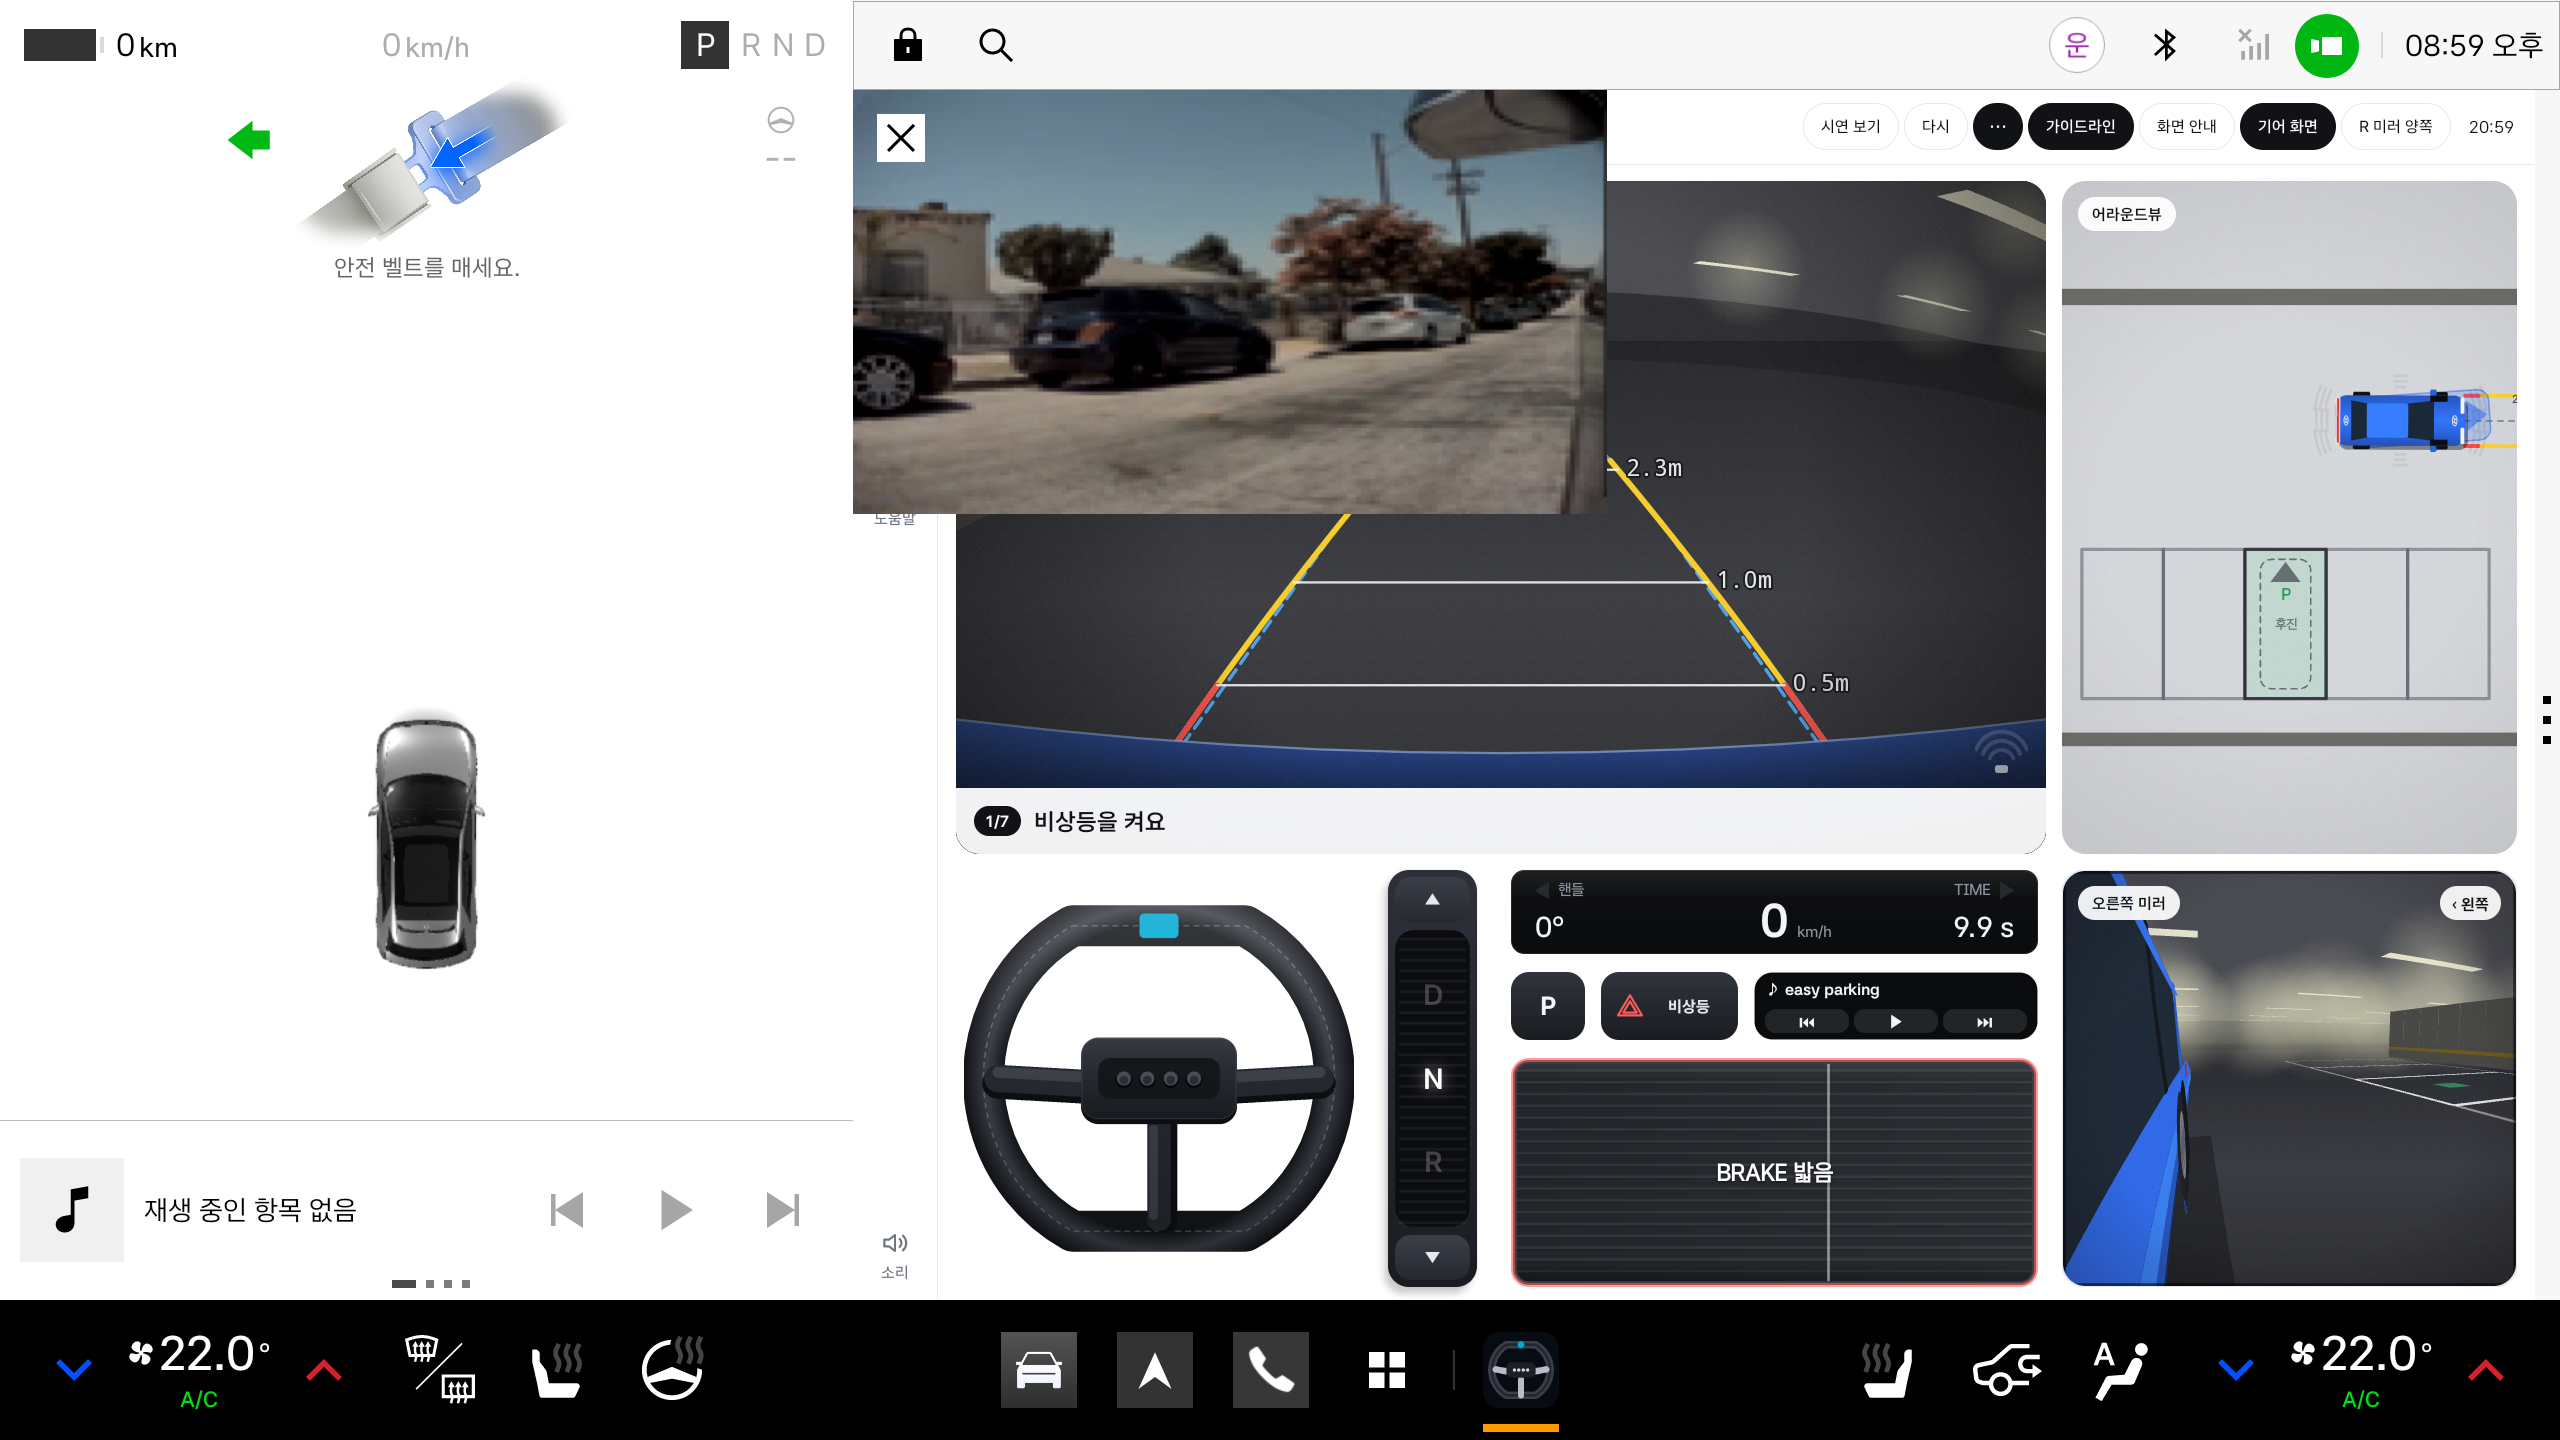 0 km
0 km/h
P R N D
운
08:59 오후
안전 벨트를 매세요.
시연 보기
다시
···
가이드라인
화면 안내
기어 화면
R 미러 양쪽
20:59
어라운드뷰
도움말
2.3m
1.0m
0.5m
2
P
후진
1/7 비상등을 켜요
핸들
0°
0 km/h
TIME
9.9 s
D
N
R
P
비상등
♪ easy parking
BRAKE 밟음
오른쪽 미러
‹ 왼쪽
재생 중인 항목 없음
소리
22.0°
A/C
A
22.0°
A/C